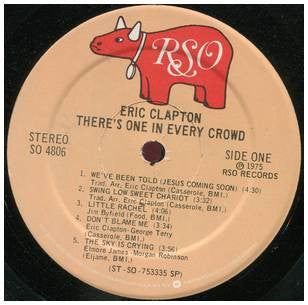 RSO
ERIC CLAPTON
THERE'S ONE IN EVERY CROWD
STEREO
SO 4806
SIDE ONE
℗ 1975
RSO RECORDS
1. WE'VE BEEN TOLD (JESUS COMING SOON) (4:30)
Trad. Arr. Eric Clapton (Casserole, BMI.)
2. SWING LOW SWEET CHARIOT (3:32)
Trad. Arr. Eric Clapton (Casserole, BMI.)
3. LITTLE RACHEL (4:06)
Jim Byfield (Food, BMI.)
4. DON'T BLAME ME (3:34)
Eric Clapton-George Terry
(Casserole, BMI.)
5. THE SKY IS CRYING (3:56)
Elmore James-Morgan Robinson
(Eljame, BMI.)
(ST-SO-753335 SP)